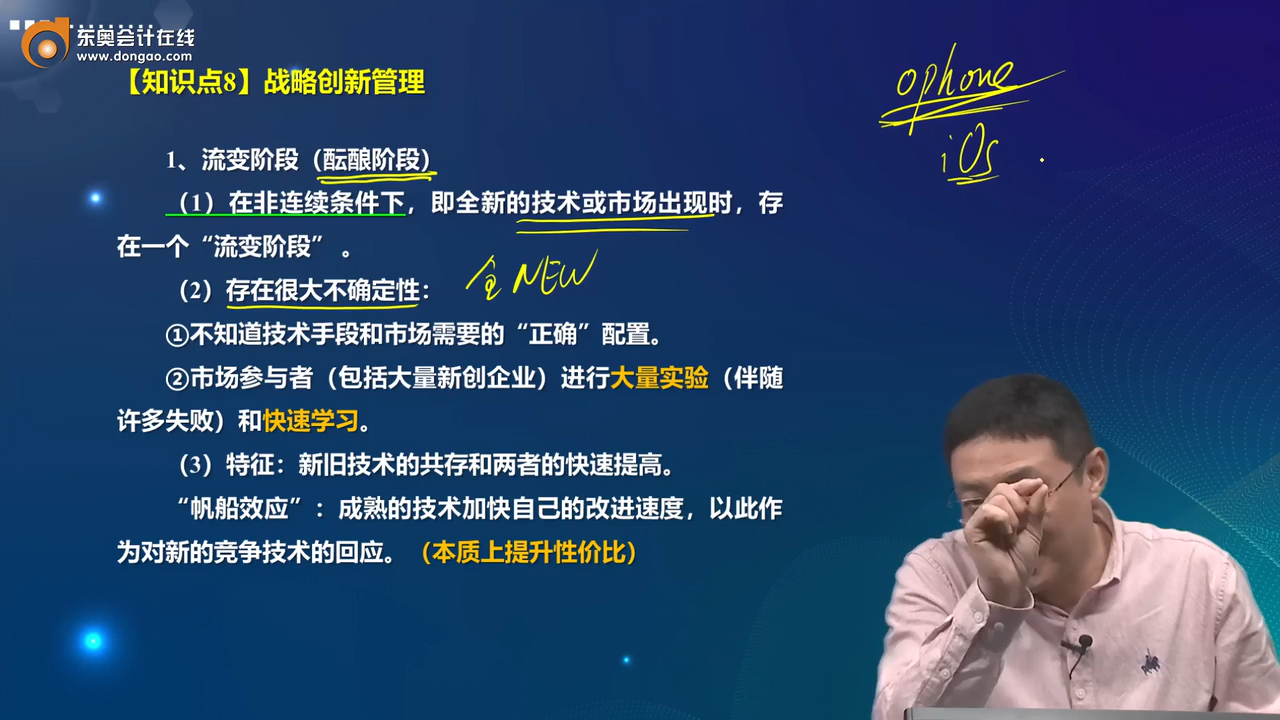 东奥会计在线
www.dongao.com
【知识点8】战略创新管理
ophone
iOs
1、流变阶段（酝酿阶段）
（1）在非连续条件下，即全新的技术或市场出现时，存
在一个“流变阶段” 。
（2）存在很大不确定性：
全NEW
①不知道技术手段和市场需要的“正确”配置。
②市场参与者（包括大量新创企业）进行大量实验（伴随
许多失败）和快速学习。
（3）特征：新旧技术的共存和两者的快速提高。
“帆船效应”：成熟的技术加快自己的改进速度，以此作
为对新的竞争技术的回应。（本质上提升性价比）